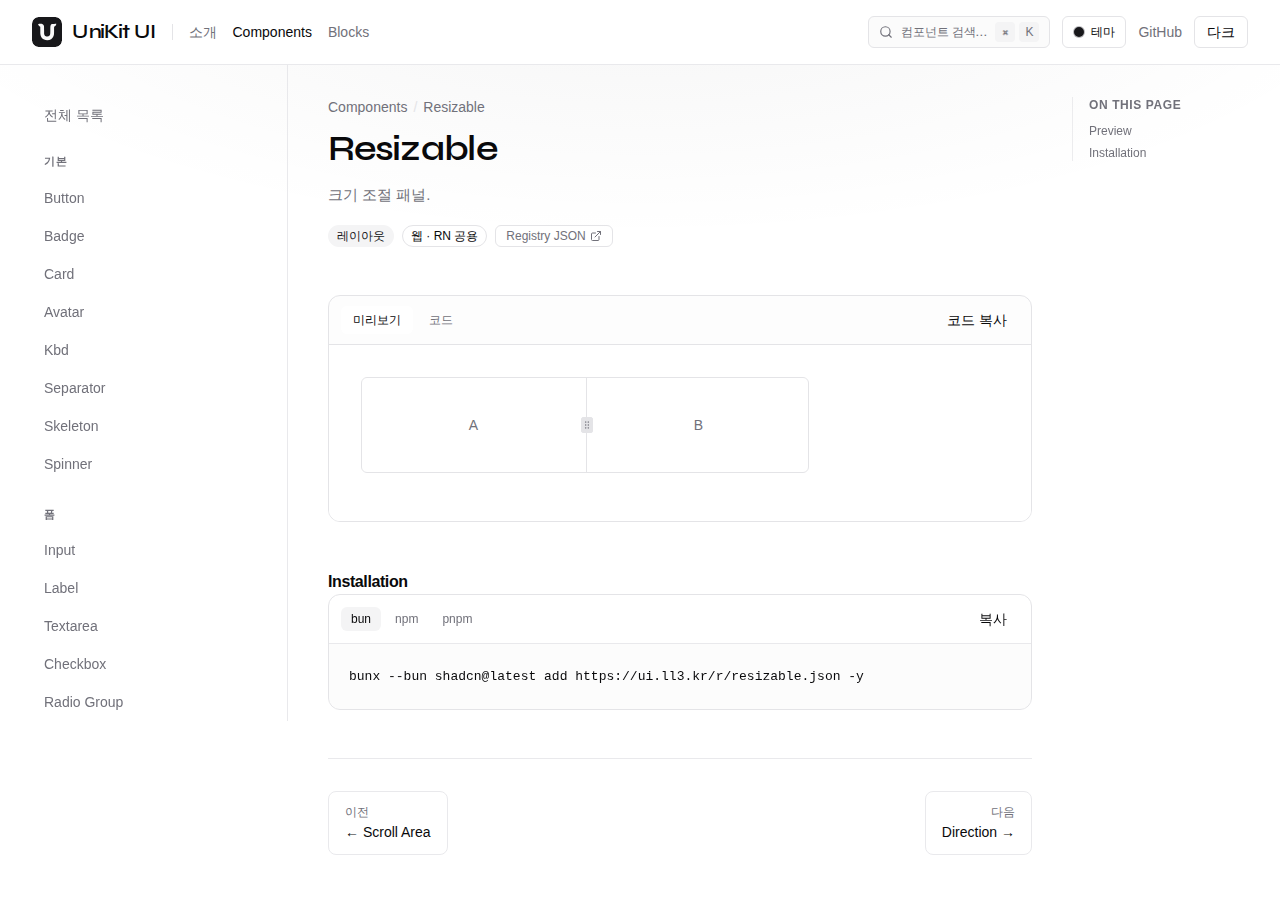 UniKit UI
소개
Components
Blocks
컴포넌트 검색…
⌘
K
테마
GitHub
다크
전체 목록
기본
Button
Badge
Card
Avatar
Kbd
Separator
Skeleton
Spinner
폼
Input
Label
Textarea
Checkbox
Radio Group
Components / Resizable
Resizable
크기 조절 패널.
레이아웃
웹 · RN 공용
Registry JSON
미리보기
코드
코드 복사
A
B
Installation
bun
npm
pnpm
복사
bunx --bun shadcn@latest add https://ui.ll3.kr/r/resizable.json -y
이전
← Scroll Area
다음
Direction →
ON THIS PAGE
Preview
Installation